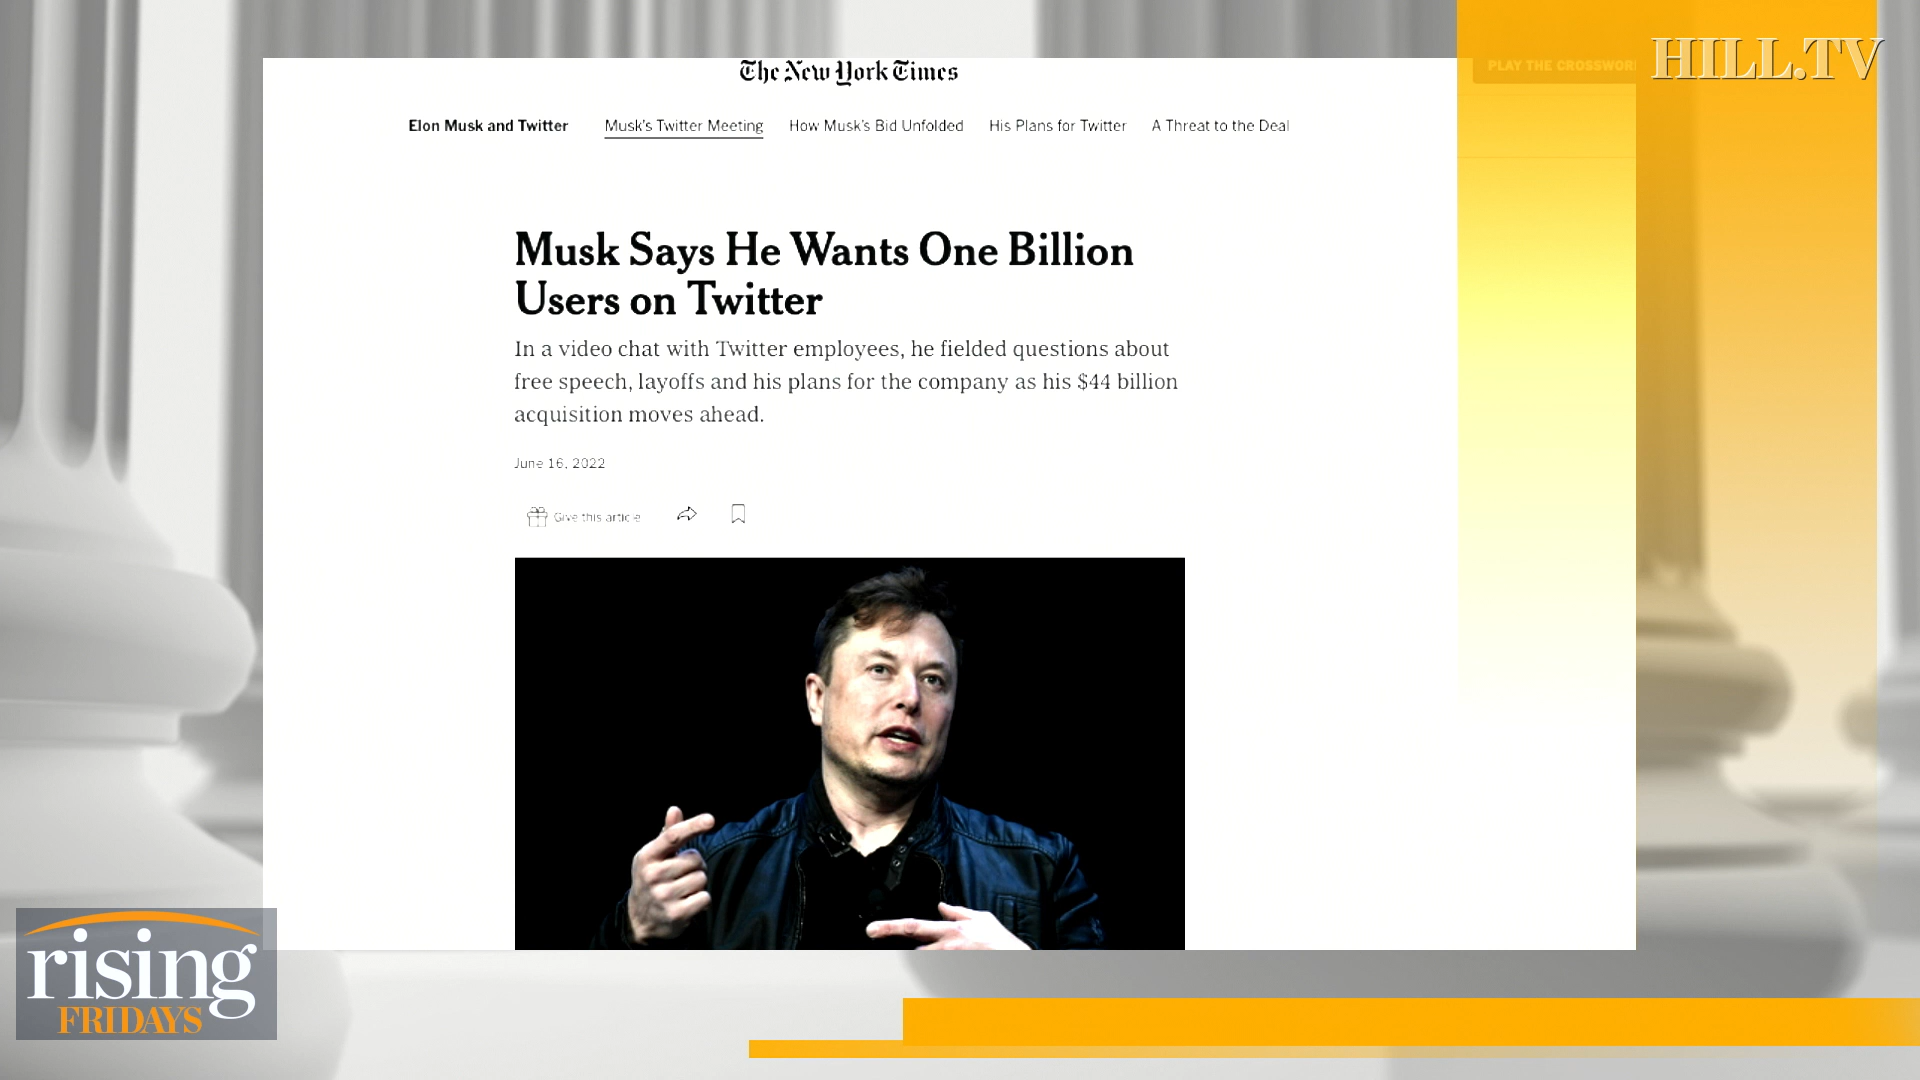 HILL.TV
PLAY THE CROSSWOR
The New York Times
Elon Musk and Twitter Musk's Twitter Meeting How Musk's Bid Unfolded His Plans for Twitter A Threat to the Deal
Musk Says He Wants One Billion
Users on Twitter
In a video chat with Twitter employees, he fielded questions about
free speech, layoffs and his plans for the company as his $44 billion
acquisition moves ahead.
June 16, 2022
Give this article
rising
FRIDAYS